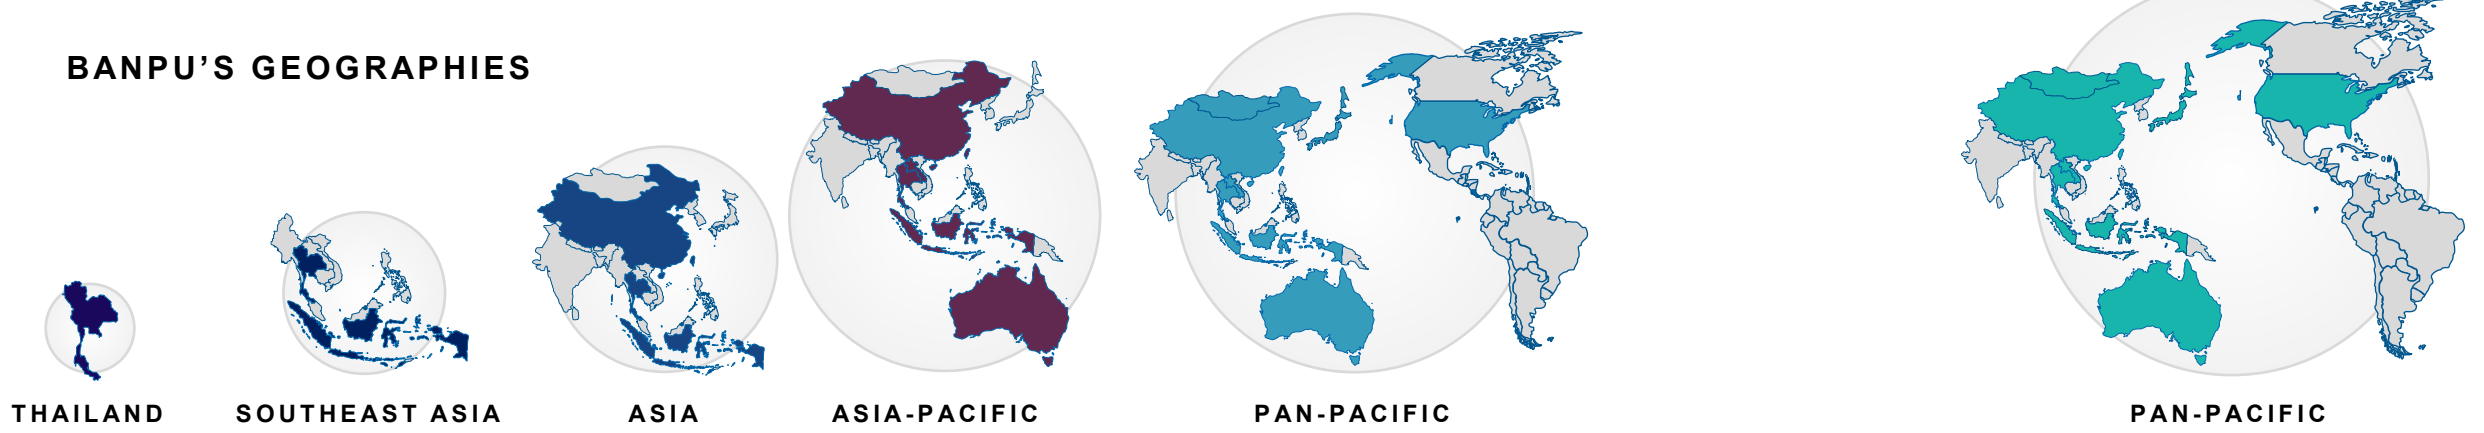 BANPU’S GEOGRAPHIES
THAILAND
SOUTHEAST ASIA
ASIA
ASIA-PACIFIC
PAN-PACIFIC
PAN-PACIFIC